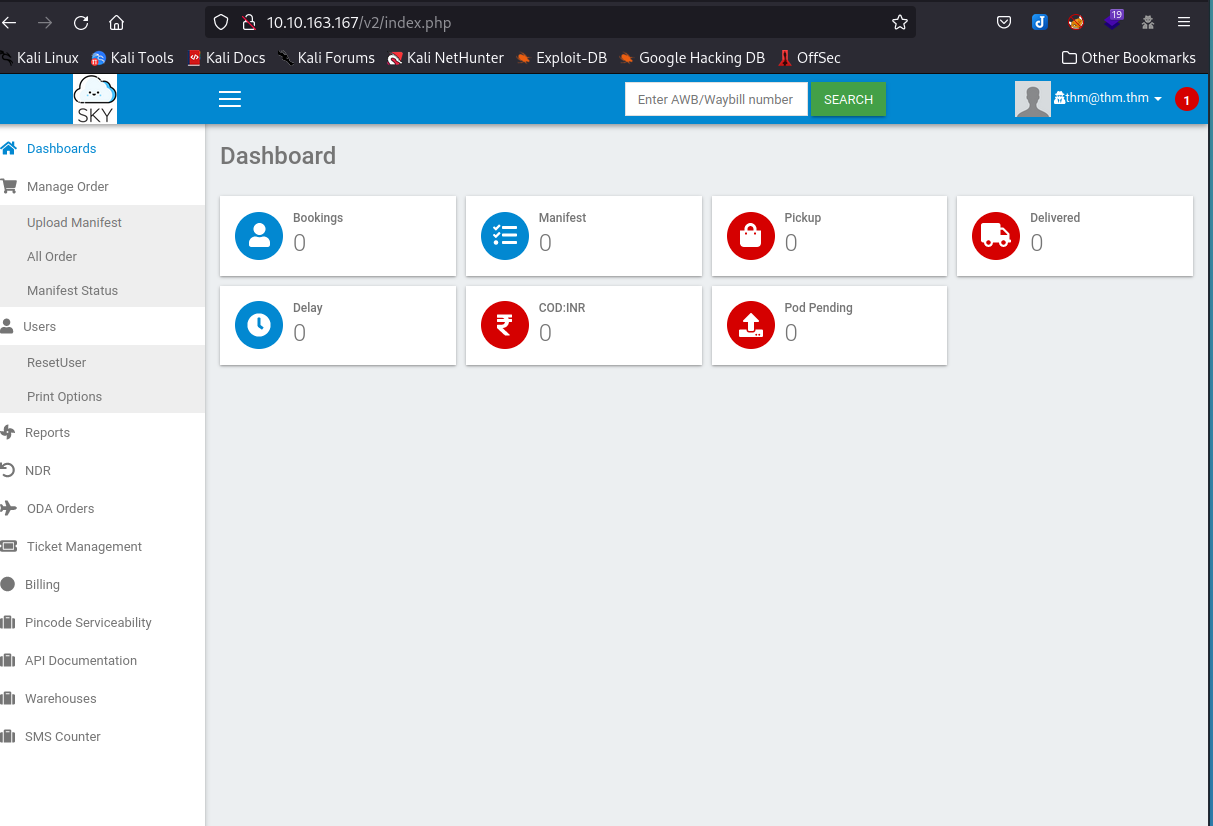 10.10.163.167/v2/index.php
19
Kali Linux Kali Tools Kali Docs Kali Forums Kali NetHunter Exploit-DB Google Hacking DB OffSec Other Bookmarks
SKY
Enter AWB/Waybill number SEARCH
thm@thm.thm
1
Dashboards
Manage Order
Upload Manifest
All Order
Manifest Status
Users
ResetUser
Print Options
Reports
NDR
ODA Orders
Ticket Management
Billing
Pincode Serviceability
API Documentation
Warehouses
SMS Counter
Dashboard
Bookings
0
Manifest
0
Pickup
0
Delivered
0
Delay
0
COD:INR
0
Pod Pending
0